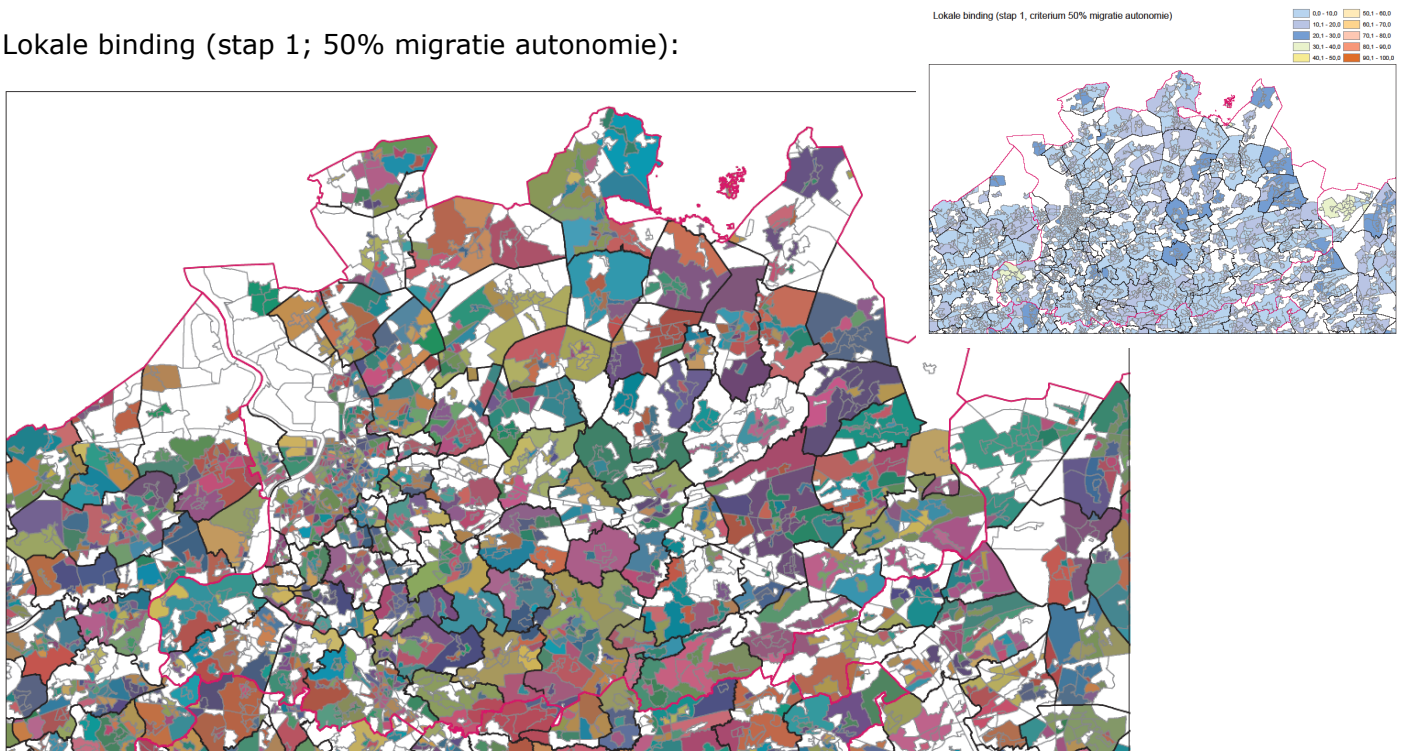 Lokale binding (stap 1; 50% migratie autonomie):
Lokale binding (stap 1, criterium 50% migratie autonomie)
0,0 - 10,0
10,1 - 20,0
20,1 - 30,0
30,1 - 40,0
40,1 - 50,0
50,1 - 60,0
60,1 - 70,0
70,1 - 80,0
80,1 - 90,0
90,1 - 100,0